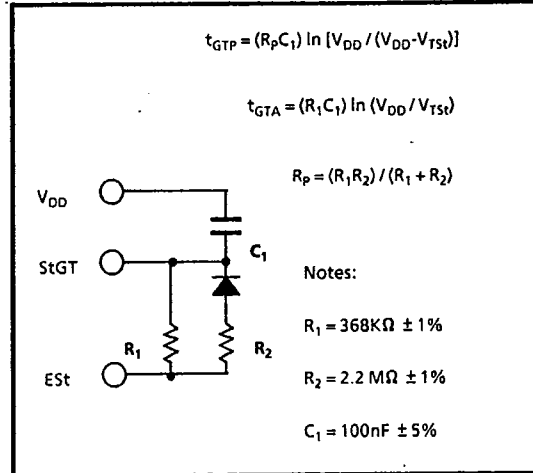 t_GTP = (R_PC_1) ln [V_DD / (V_DD-V_TSt)]
t_GTA = (R_1C_1) ln (V_DD / V_TSt)
R_P = (R_1R_2) / (R_1 + R_2)
V_DD
C_1
StGT
Notes:
R_1 = 368KΩ ± 1%
R_1
R_2
R_2 = 2.2 MΩ ± 1%
ESt
C_1 = 100nF ± 5%